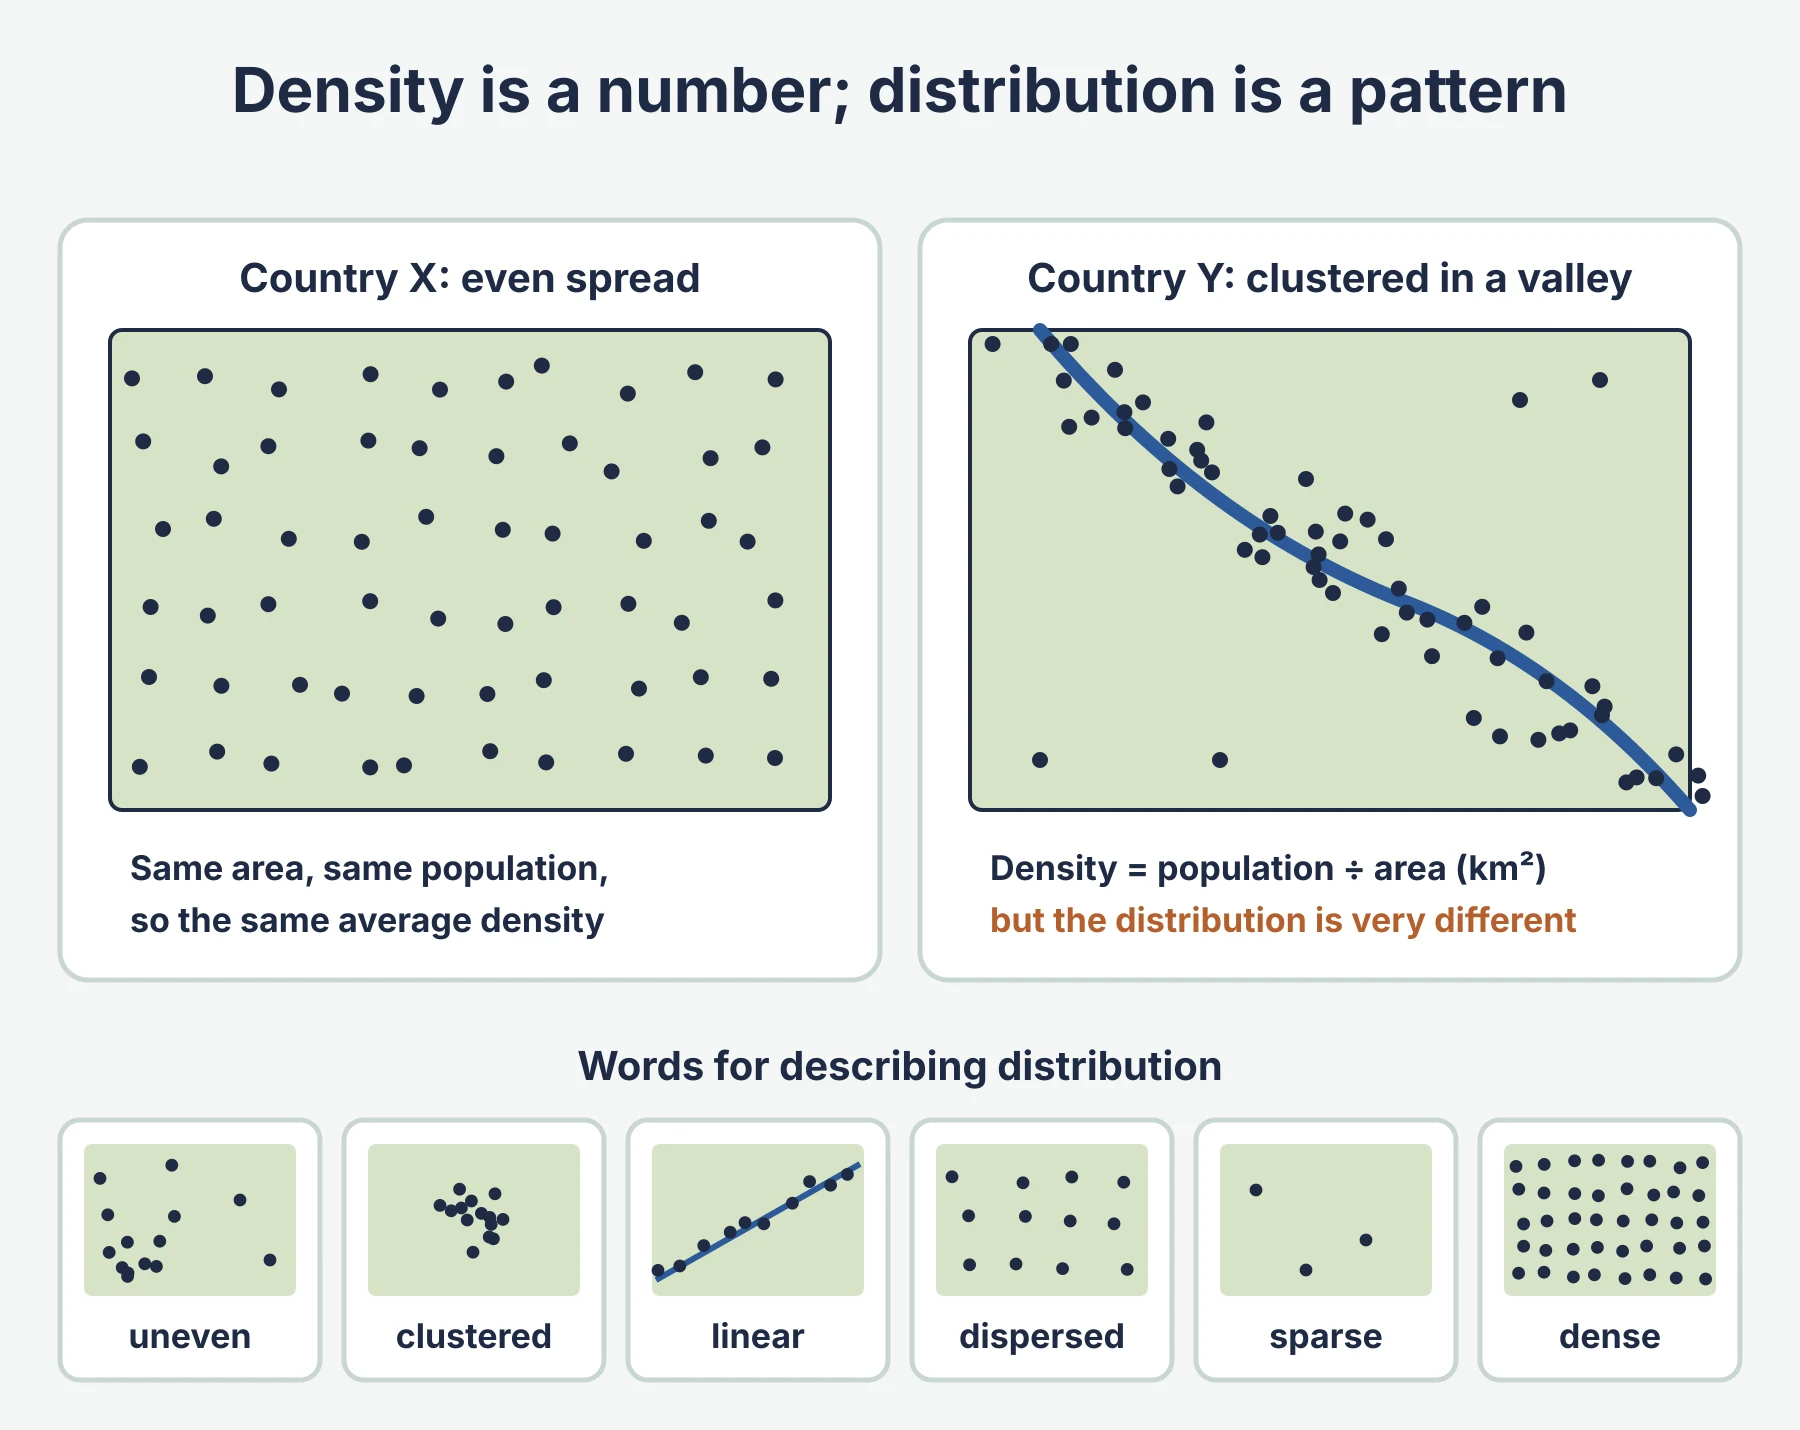 Density is a number; distribution is a pattern
Country X: even spread
Same area, same population,
so the same average density
Country Y: clustered in a valley
Density = population ÷ area (km²)
but the distribution is very different
Words for describing distribution
uneven
clustered
linear
dispersed
sparse
dense